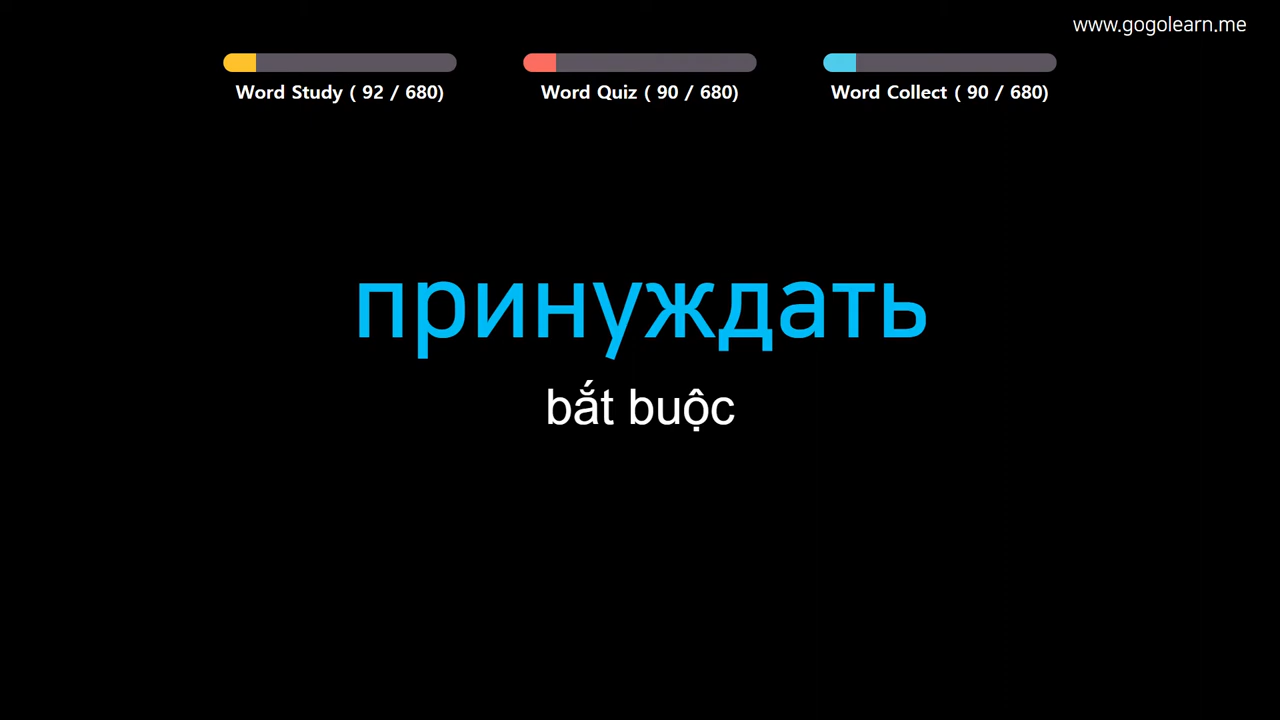 www.gogolearn.me
Word Study ( 92 / 680)
Word Quiz ( 90 / 680)
Word Collect ( 90 / 680)
принуждать
bắt buộc